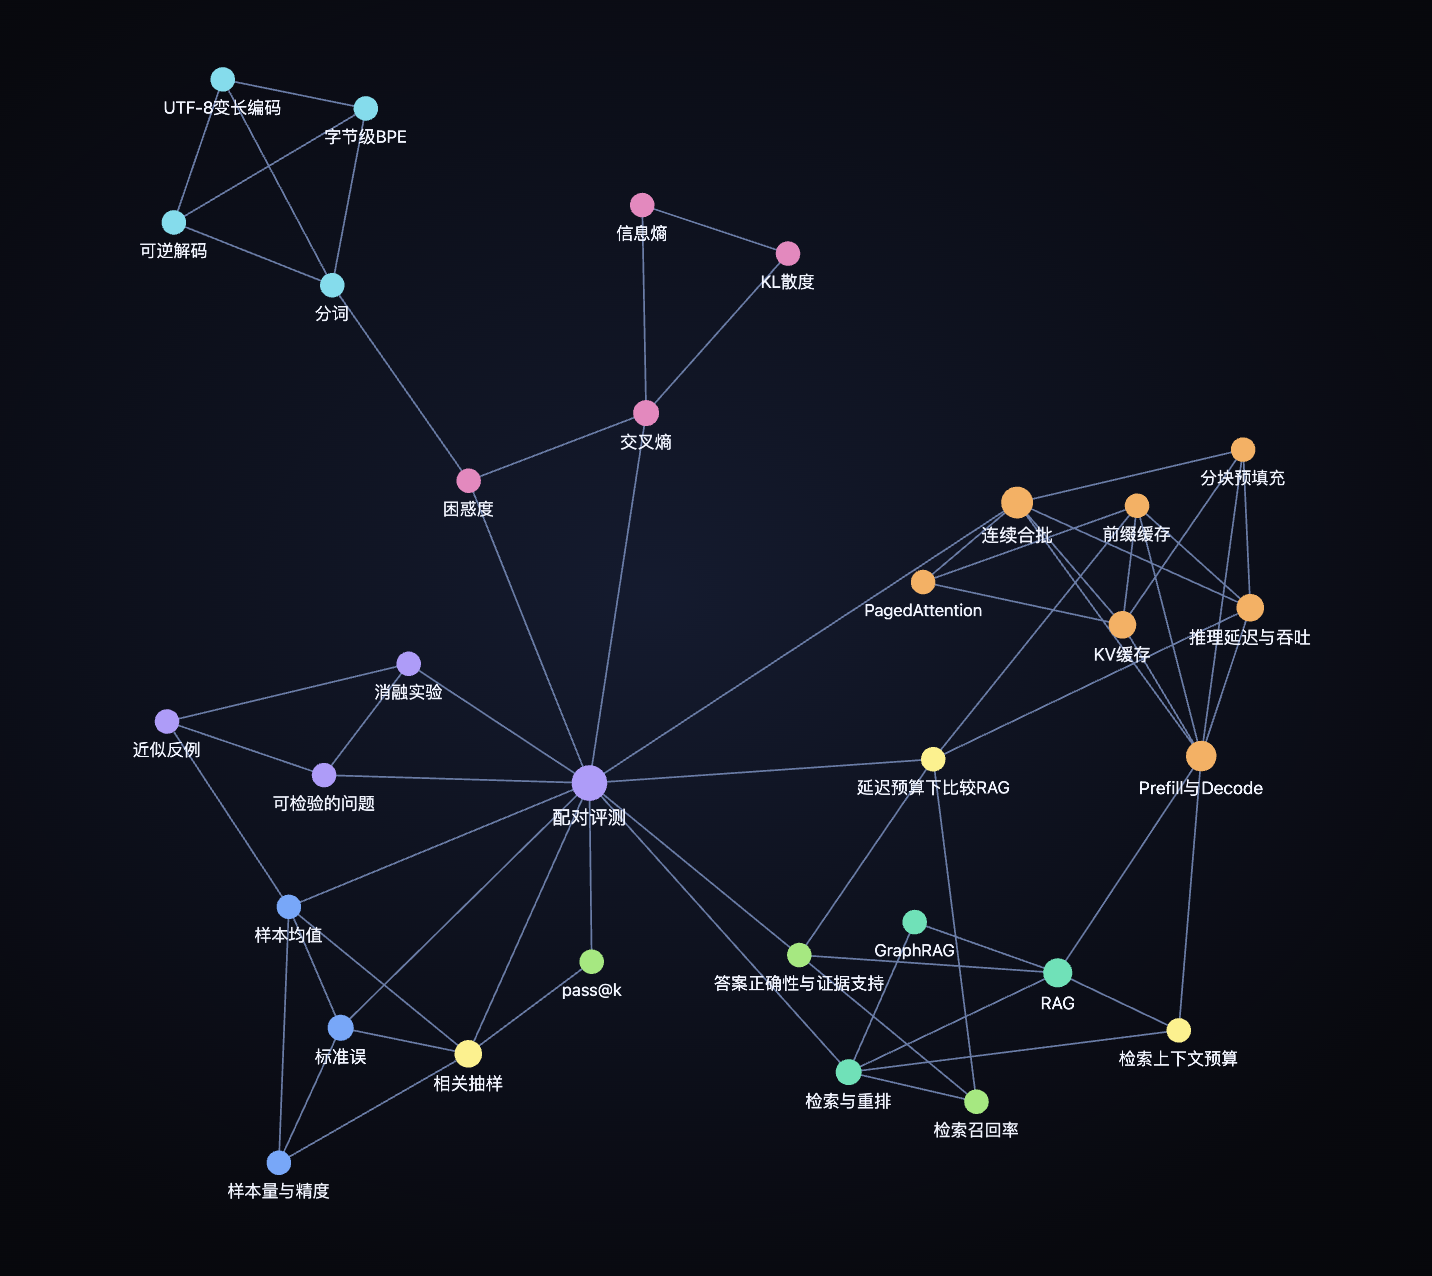 UTF-8变长编码
字节级BPE
可逆解码
分词
信息熵
KL散度
交叉熵
困惑度
分块预填充
连续合批
前缀缓存
PagedAttention
KV缓存
推理延迟与吞吐
消融实验
近似反例
可检验的问题
配对评测
延迟预算下比较RAG
Prefill与Decode
样本均值
pass@k
GraphRAG
答案正确性与证据支持
RAG
标准误
相关抽样
检索上下文预算
检索与重排
检索召回率
样本量与精度